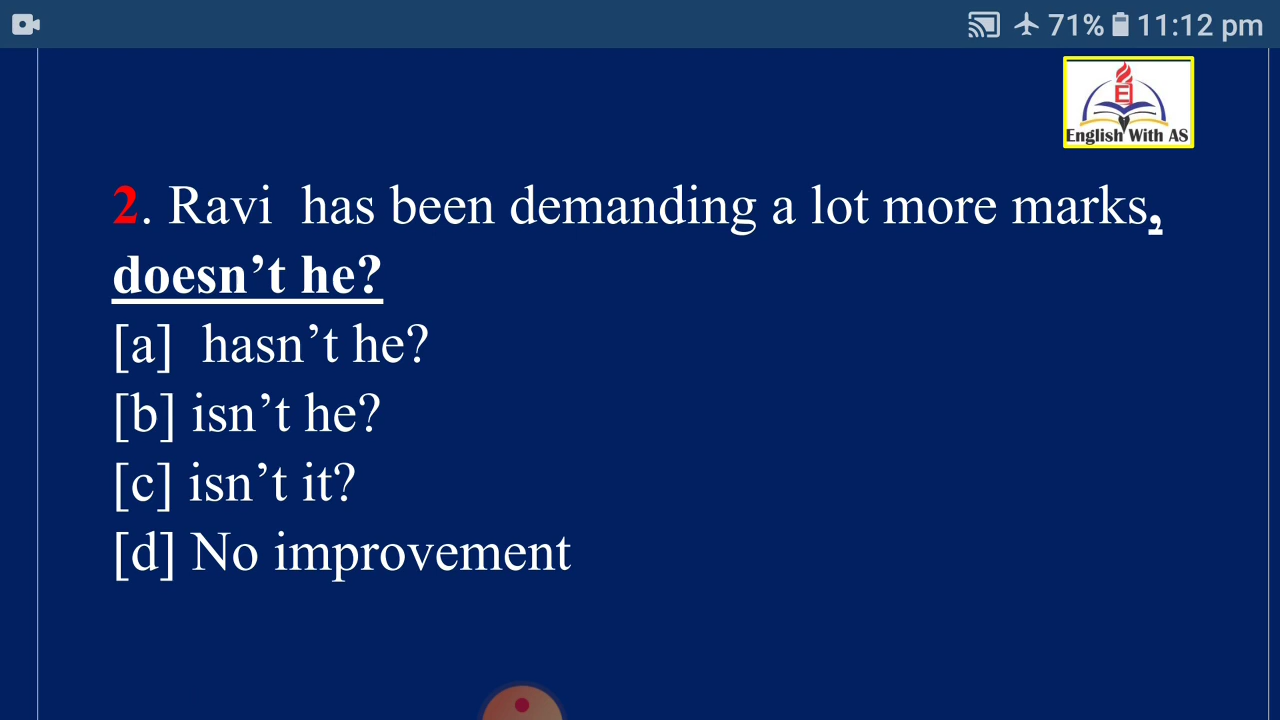 71% 11:12 pm
E
English With AS
2. Ravi has been demanding a lot more marks,
doesn’t he?
[a] hasn’t he?
[b] isn’t he?
[c] isn’t it?
[d] No improvement